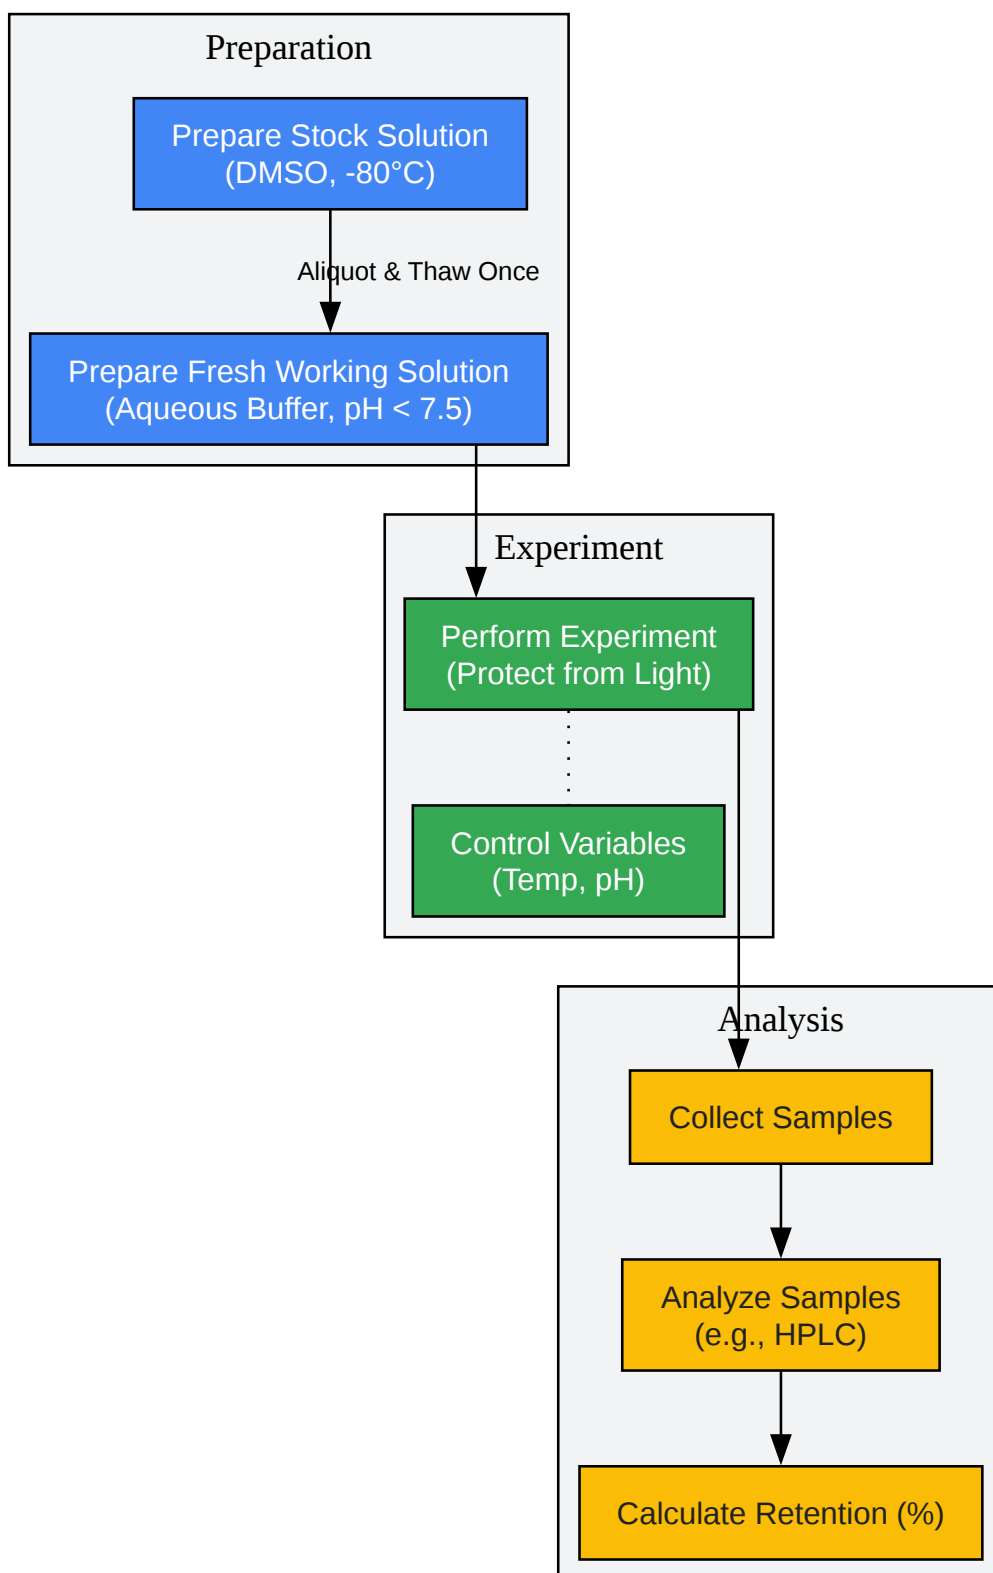 Preparation
Prepare Stock Solution
(DMSO, -80°C)
Aliquot & Thaw Once
Prepare Fresh Working Solution
(Aqueous Buffer, pH < 7.5)
Experiment
Perform Experiment
(Protect from Light)
Control Variables
(Temp, pH)
Analysis
Collect Samples
Analyze Samples
(e.g., HPLC)
Calculate Retention (%)